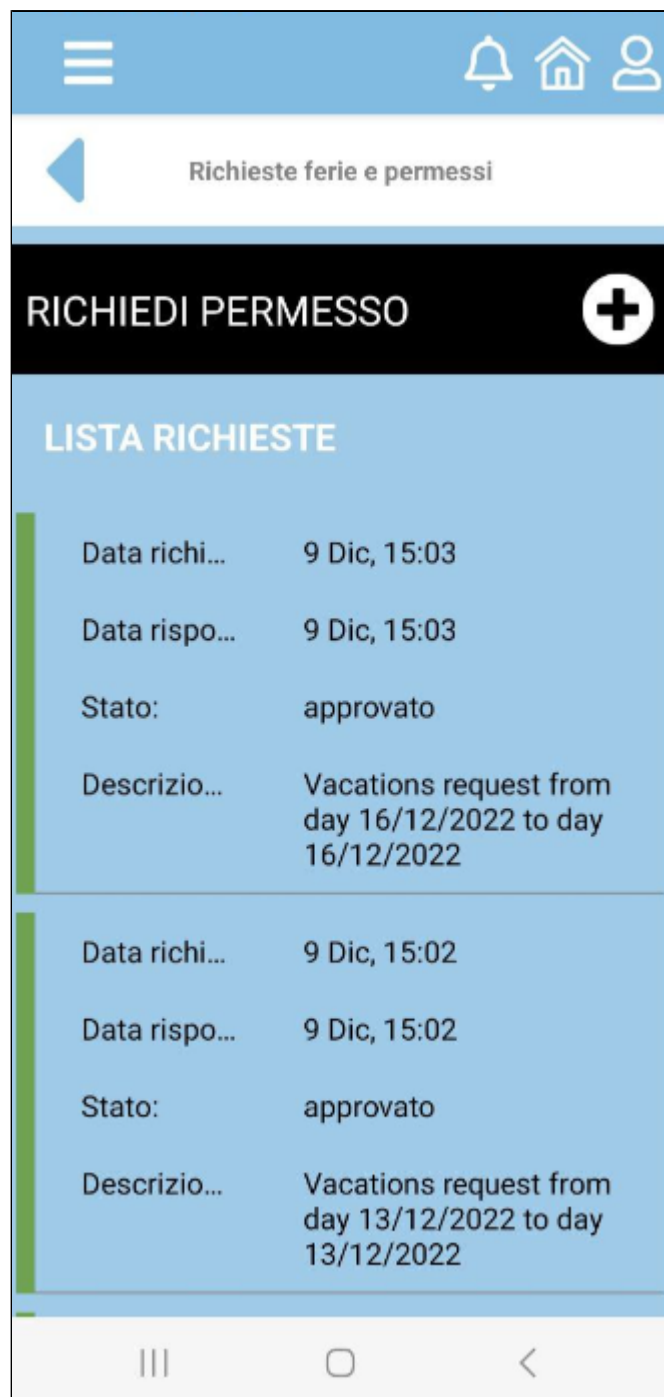 Richieste ferie e permessi
RICHIEDI PERMESSO
LISTA RICHIESTE
Data richi... 9 Dic, 15:03
Data rispo... 9 Dic, 15:03
Stato: approvato
Descrizio... Vacations request from
day 16/12/2022 to day
16/12/2022
Data richi... 9 Dic, 15:02
Data rispo... 9 Dic, 15:02
Stato: approvato
Descrizio... Vacations request from
day 13/12/2022 to day
13/12/2022